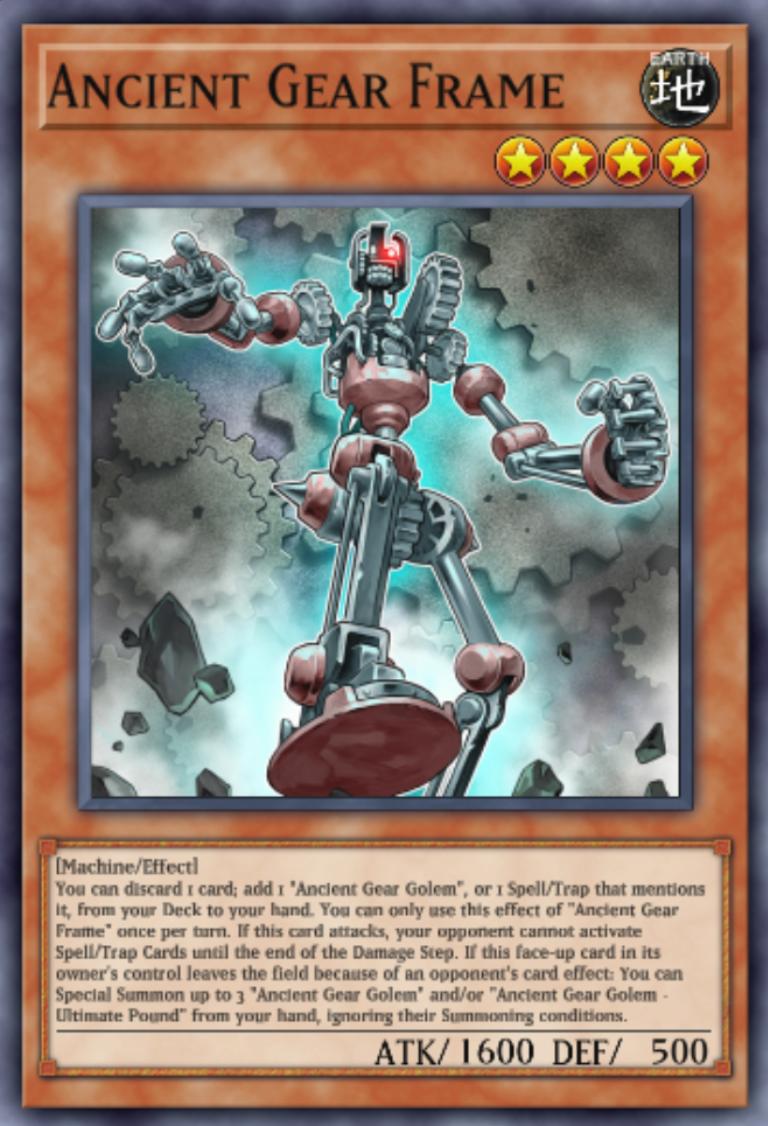 Ancient Gear Frame
EARTH
地
[Machine/Effect]
You can discard 1 card; add 1 "Ancient Gear Golem", or 1 Spell/Trap that mentions
it, from your Deck to your hand. You can only use this effect of "Ancient Gear
Frame" once per turn. If this card attacks, your opponent cannot activate
Spell/Trap Cards until the end of the Damage Step. If this face-up card in its
owner's control leaves the field because of an opponent's card effect: You can
Special Summon up to 3 "Ancient Gear Golem" and/or "Ancient Gear Golem -
Ultimate Pound" from your hand, ignoring their Summoning conditions.
ATK/ 1600 DEF/ 500